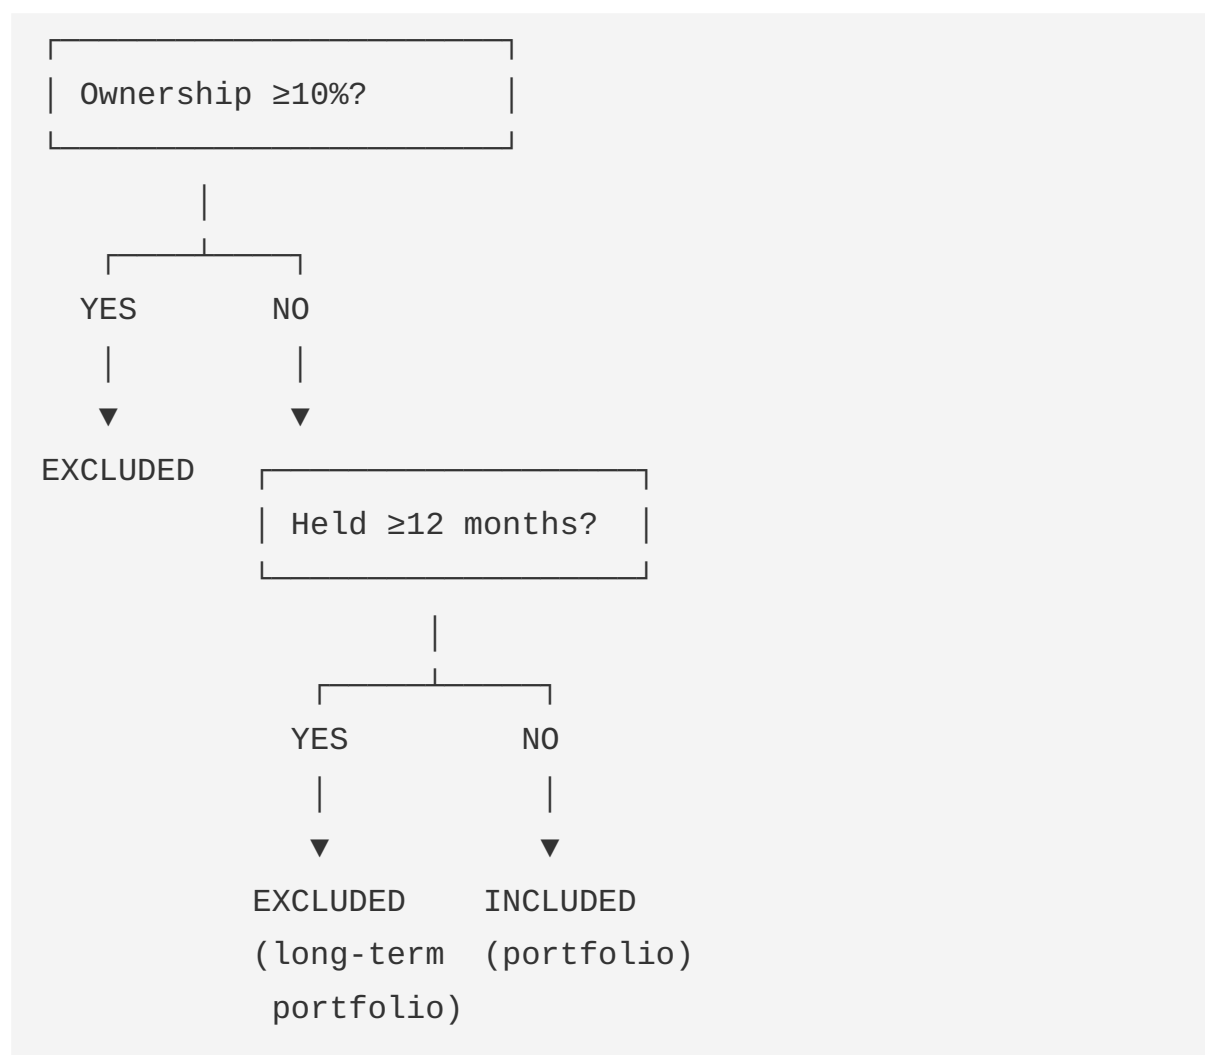 Ownership ≥10%?
YES NO
EXCLUDED
Held ≥12 months?
YES NO
EXCLUDED INCLUDED
(long-term (portfolio)
portfolio)